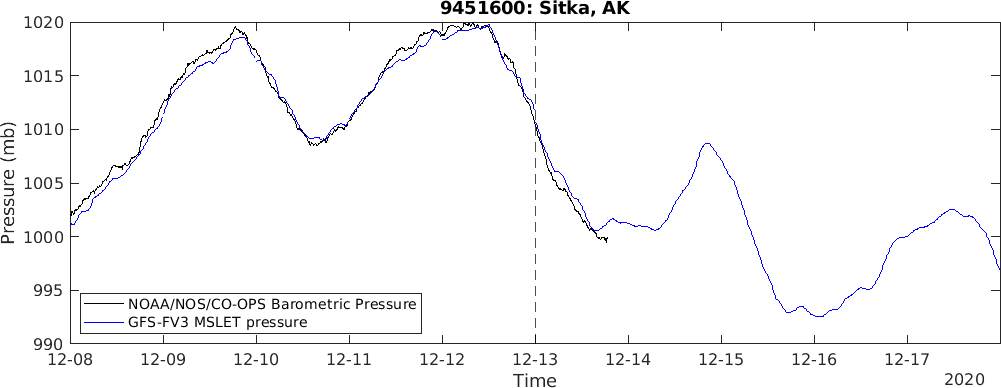 9451600: Sitka, AK
Pressure (mb)
1020
1015
1010
1005
1000
995
990
NOAA/NOS/CO-OPS Barometric Pressure
GFS-FV3 MSLET pressure
12-08 12-09 12-10 12-11 12-12 12-13 12-14 12-15 12-16 12-17
Time
2020